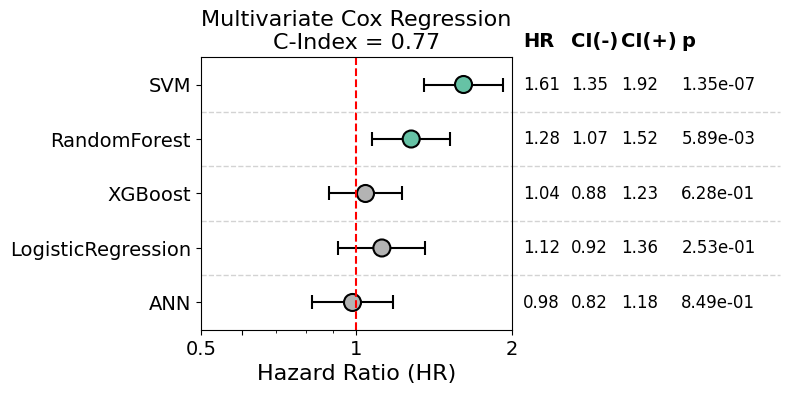 Multivariate Cox Regression
C-Index = 0.77
HR CI(-) CI(+) p
SVM 1.61 1.35 1.92 1.35e-07
RandomForest 1.28 1.07 1.52 5.89e-03
XGBoost 1.04 0.88 1.23 6.28e-01
LogisticRegression 1.12 0.92 1.36 2.53e-01
ANN 0.98 0.82 1.18 8.49e-01
0.5 1 2
Hazard Ratio (HR)